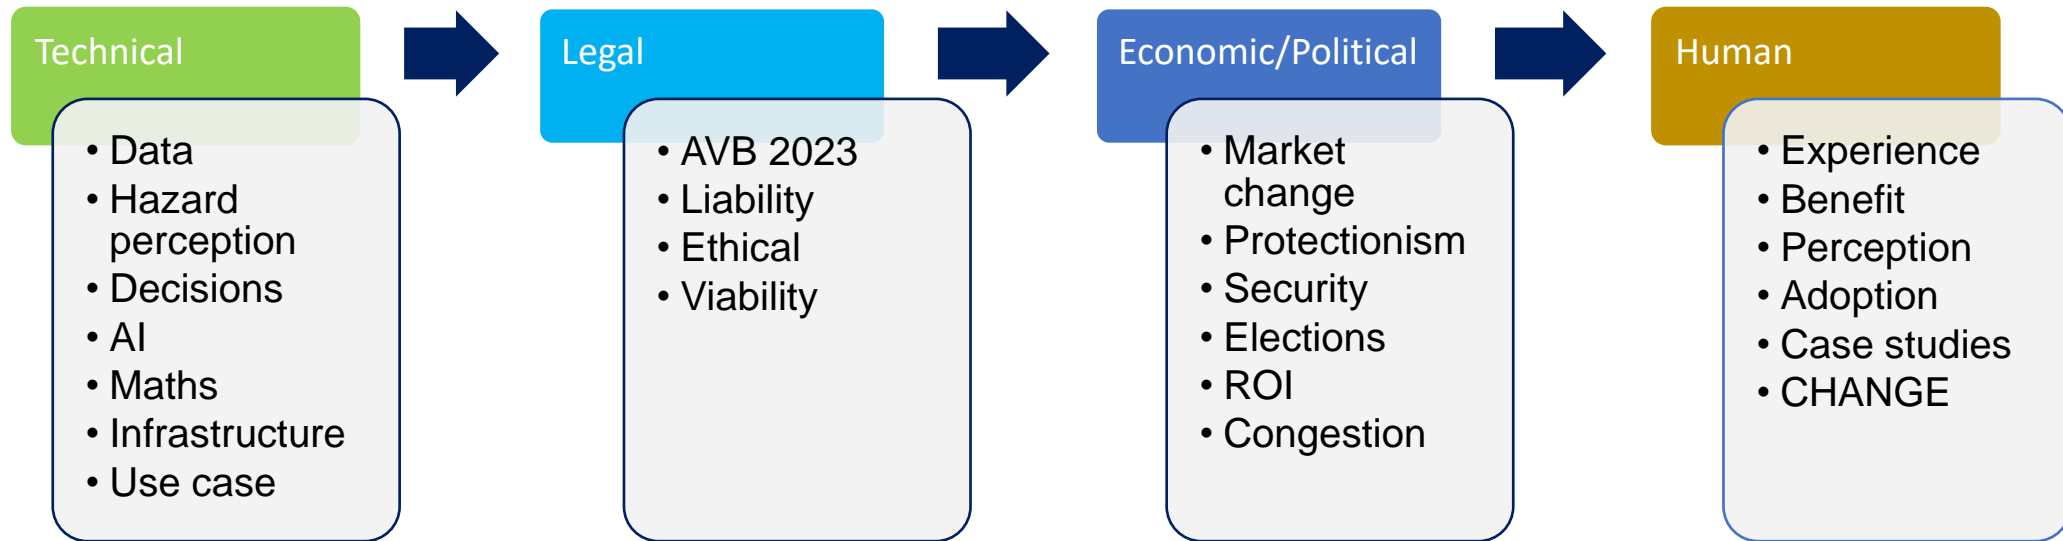 Technical
• Data
• Hazard
perception
• Decisions
• AI
• Maths
• Infrastructure
• Use case
Legal
• AVB 2023
• Liability
• Ethical
• Viability
Economic/Political
• Market
change
• Protectionism
• Security
• Elections
• ROI
• Congestion
Human
• Experience
• Benefit
• Perception
• Adoption
• Case studies
• CHANGE